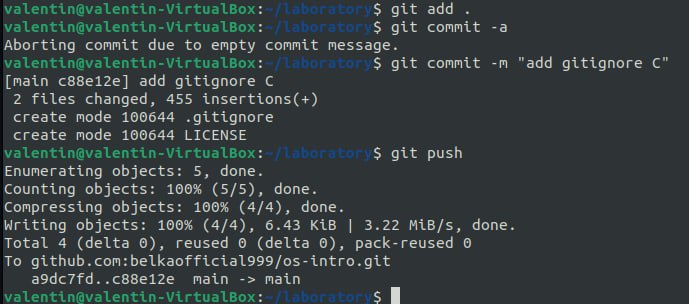 valentin@valentin-VirtualBox:~/laboratory$ git add .
valentin@valentin-VirtualBox:~/laboratory$ git commit -a
Aborting commit due to empty commit message.
valentin@valentin-VirtualBox:~/laboratory$ git commit -m "add gitignore C"
[main c88e12e] add gitignore C
 2 files changed, 455 insertions(+)
 create mode 100644 .gitignore
 create mode 100644 LICENSE
valentin@valentin-VirtualBox:~/laboratory$ git push
Enumerating objects: 5, done.
Counting objects: 100% (5/5), done.
Compressing objects: 100% (4/4), done.
Writing objects: 100% (4/4), 6.43 KiB | 3.22 MiB/s, done.
Total 4 (delta 0), reused 0 (delta 0), pack-reused 0
To github.com:belkaofficial999/os-intro.git
   a9dc7fd..c88e12e  main -> main
valentin@valentin-VirtualBox:~/laboratory$